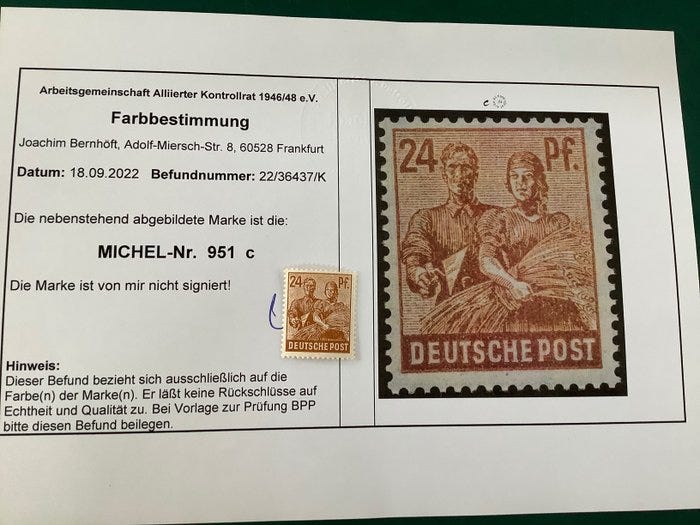 Arbeitsgemeinschaft Alliierter Kontrollrat 1946/48 e.V.
Farbbestimmung
Joachim Bernhöft, Adolf-Miersch-Str. 8, 60528 Frankfurt
Datum: 18.09.2022 Befundnummer: 22/36437/K
Die nebenstehend abgebildete Marke ist die:
MICHEL-Nr. 951 c
Die Marke ist von mir nicht signiert!
24 Pf.
DEUTSCHE POST
Hinweis:
Dieser Befund bezieht sich ausschließlich auf die
Farbe(n) der Marke(n). Er läßt keine Rückschlüsse auf
Echtheit und Qualität zu. Bei Vorlage zur Prüfung BPP
bitte diesen Befund beilegen.
c
24 Pf.
DEUTSCHE POST